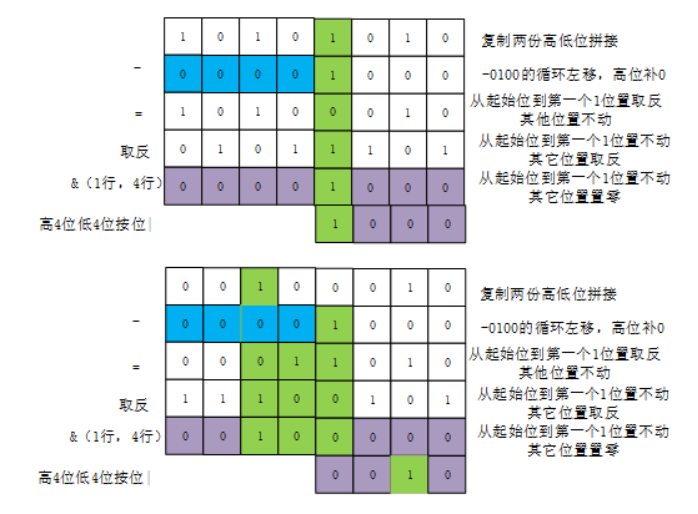 1 0 1 0 1 0 1 0 复制两份高低位拼接
- 0 0 0 0 1 0 0 0 -0100的循环左移，高位补0
= 1 0 1 0 0 0 1 0 从起始位到第一个1位置取反
其他位置不动
取反 0 1 0 1 1 1 0 1 从起始位到第一个1位置不动
其它位置取反
&（1行，4行） 0 0 0 0 1 0 0 0 从起始位到第一个1位置不动
其它位置置零
高4位低4位按位| 1 0 0 0
0 0 1 0 0 0 1 0 复制两份高低位拼接
- 0 0 0 0 1 0 0 0 -0100的循环左移，高位补0
= 0 0 0 1 1 0 1 0 从起始位到第一个1位置取反
其他位置不动
取反 1 1 1 0 0 1 0 1 从起始位到第一个1位置不动
其它位置取反
&（1行，4行） 0 0 1 0 0 0 0 0 从起始位到第一个1位置不动
其它位置置零
高4位低4位按位| 0 0 1 0